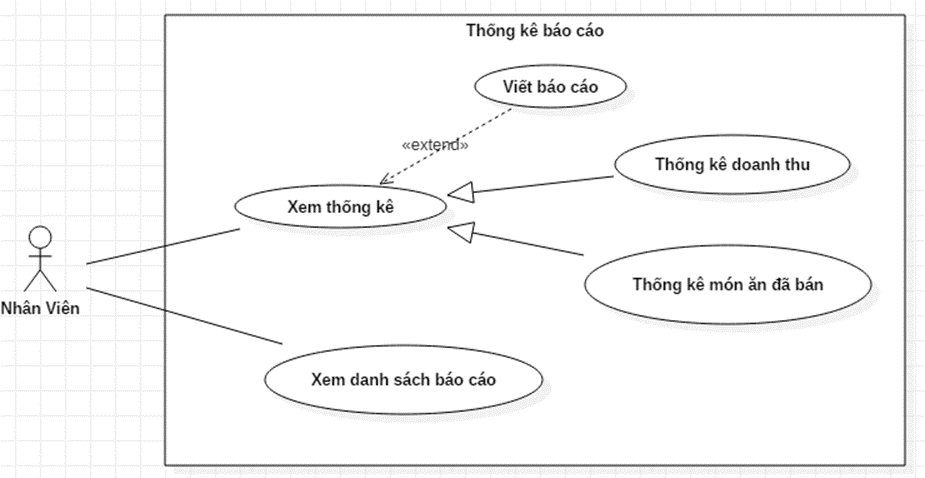 Thống kê báo cáo
Viết báo cáo
«extend»
Thống kê doanh thu
Xem thống kê
Thống kê món ăn đã bán
Nhân Viên
Xem danh sách báo cáo